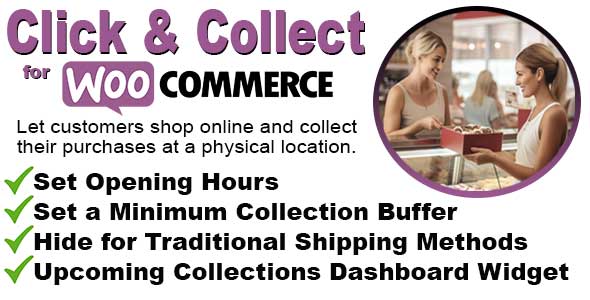 Click & Collect
for WOO COMMERCE
Let customers shop online and collect
their purchases at a physical location.
Set Opening Hours
Set a Minimum Collection Buffer
Hide for Traditional Shipping Methods
Upcoming Collections Dashboard Widget